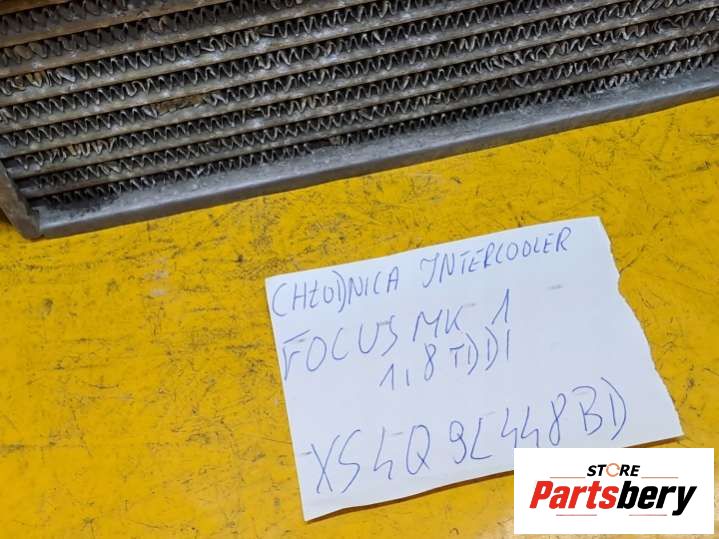 CHŁODNICA INTERCOOLER
FOCUS MK 1
1,8 TDDI
XS4Q 9L448BD
STORE
Partsbery